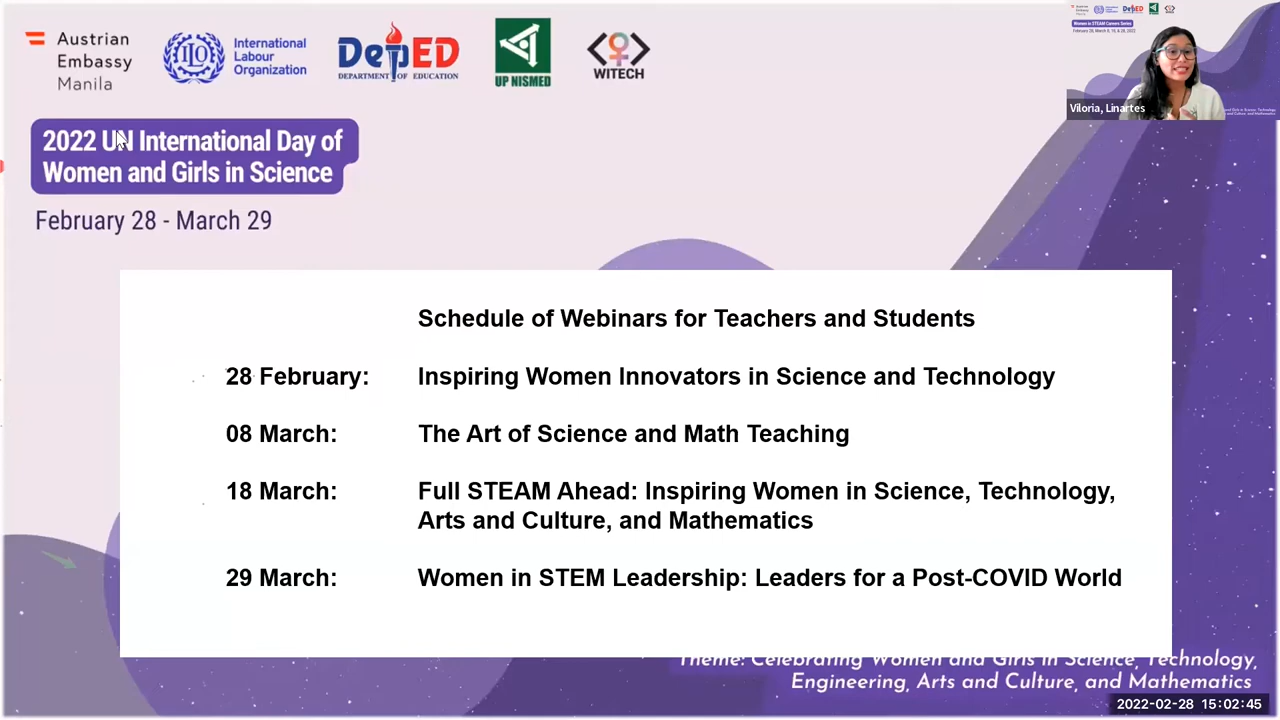 Austrian
Embassy
Manila
International
Labour
Organization
DepED
DEPARTMENT OF EDUCATION
UP NISMED
WITECH
Women in STEAM Careers Series
Viloria, Linartes
2022 UN International Day of
Women and Girls in Science
February 28 - March 29
Schedule of Webinars for Teachers and Students
28 February: Inspiring Women Innovators in Science and Technology
08 March: The Art of Science and Math Teaching
18 March: Full STEAM Ahead: Inspiring Women in Science, Technology,
Arts and Culture, and Mathematics
29 March: Women in STEM Leadership: Leaders for a Post-COVID World
Theme: Celebrating Women and Girls in Science, Technology,
Engineering, Arts and Culture, and Mathematics
2022-02-28 15:02:45